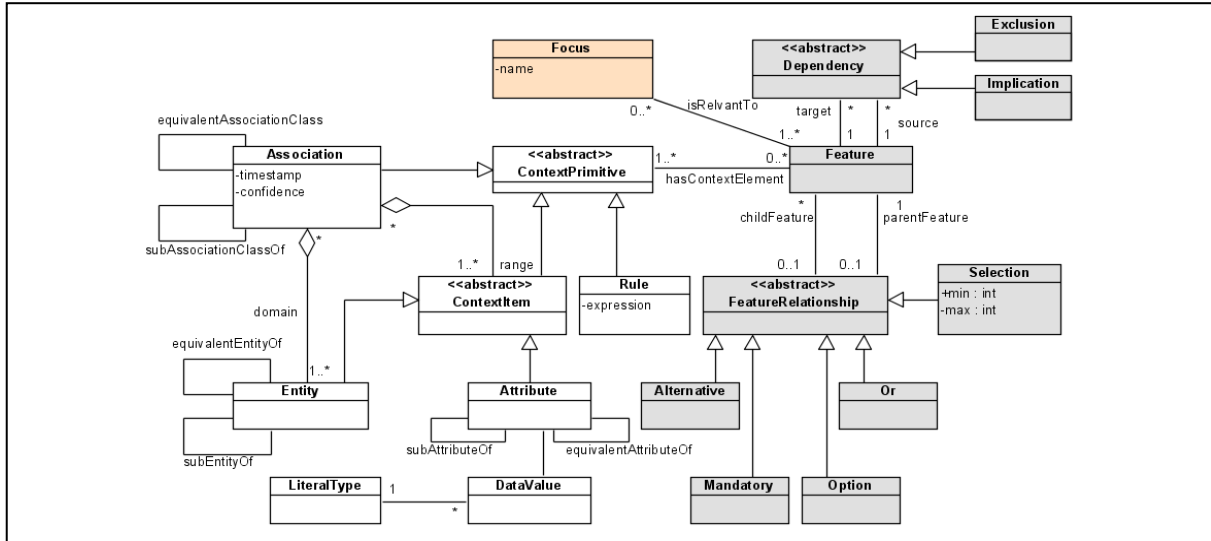 Exclusion
Focus
-name
<<abstract>>
Dependency
Implication
isRelvantTo
0..*
target
*
*
source
equivalentAssociationClass
1..*
1
1
Association
-timestamp
-confidence
<<abstract>>
ContextPrimitive
1..*
0..*
hasContextElement
Feature
childFeature
*
1
parentFeature
subAssociationClassOf
*
*
1..*
range
0..1
0..1
Selection
+min : int
-max : int
<<abstract>>
ContextItem
Rule
-expression
<<abstract>>
FeatureRelationship
domain
equivalentEntityOf
1..*
Entity
Attribute
Alternative
Or
subEntityOf
subAttributeOf
equivalentAttributeOf
LiteralType
1
*
DataValue
Mandatory
Option